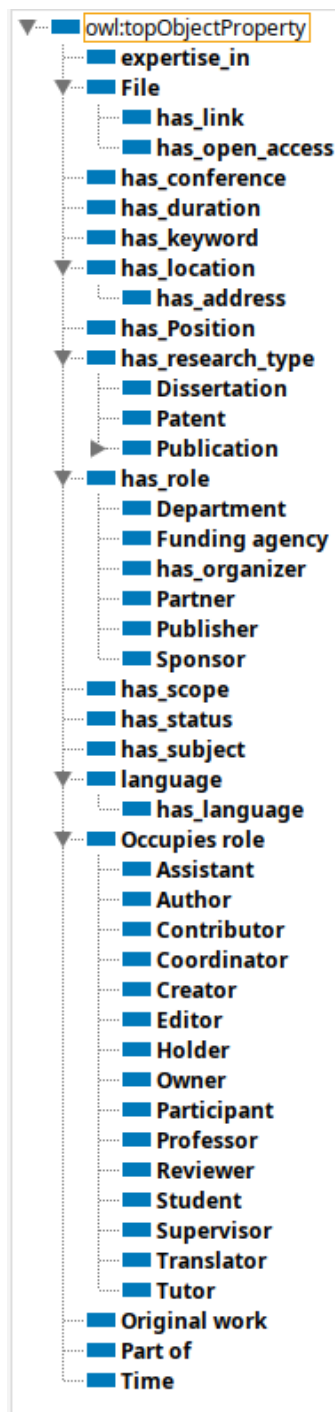 owl:topObjectProperty
expertise_in
File
has_link
has_open_access
has_conference
has_duration
has_keyword
has_location
has_address
has_Position
has_research_type
Dissertation
Patent
Publication
has_role
Department
Funding agency
has_organizer
Partner
Publisher
Sponsor
has_scope
has_status
has_subject
language
has_language
Occupies role
Assistant
Author
Contributor
Coordinator
Creator
Editor
Holder
Owner
Participant
Professor
Reviewer
Student
Supervisor
Translator
Tutor
Original work
Part of
Time